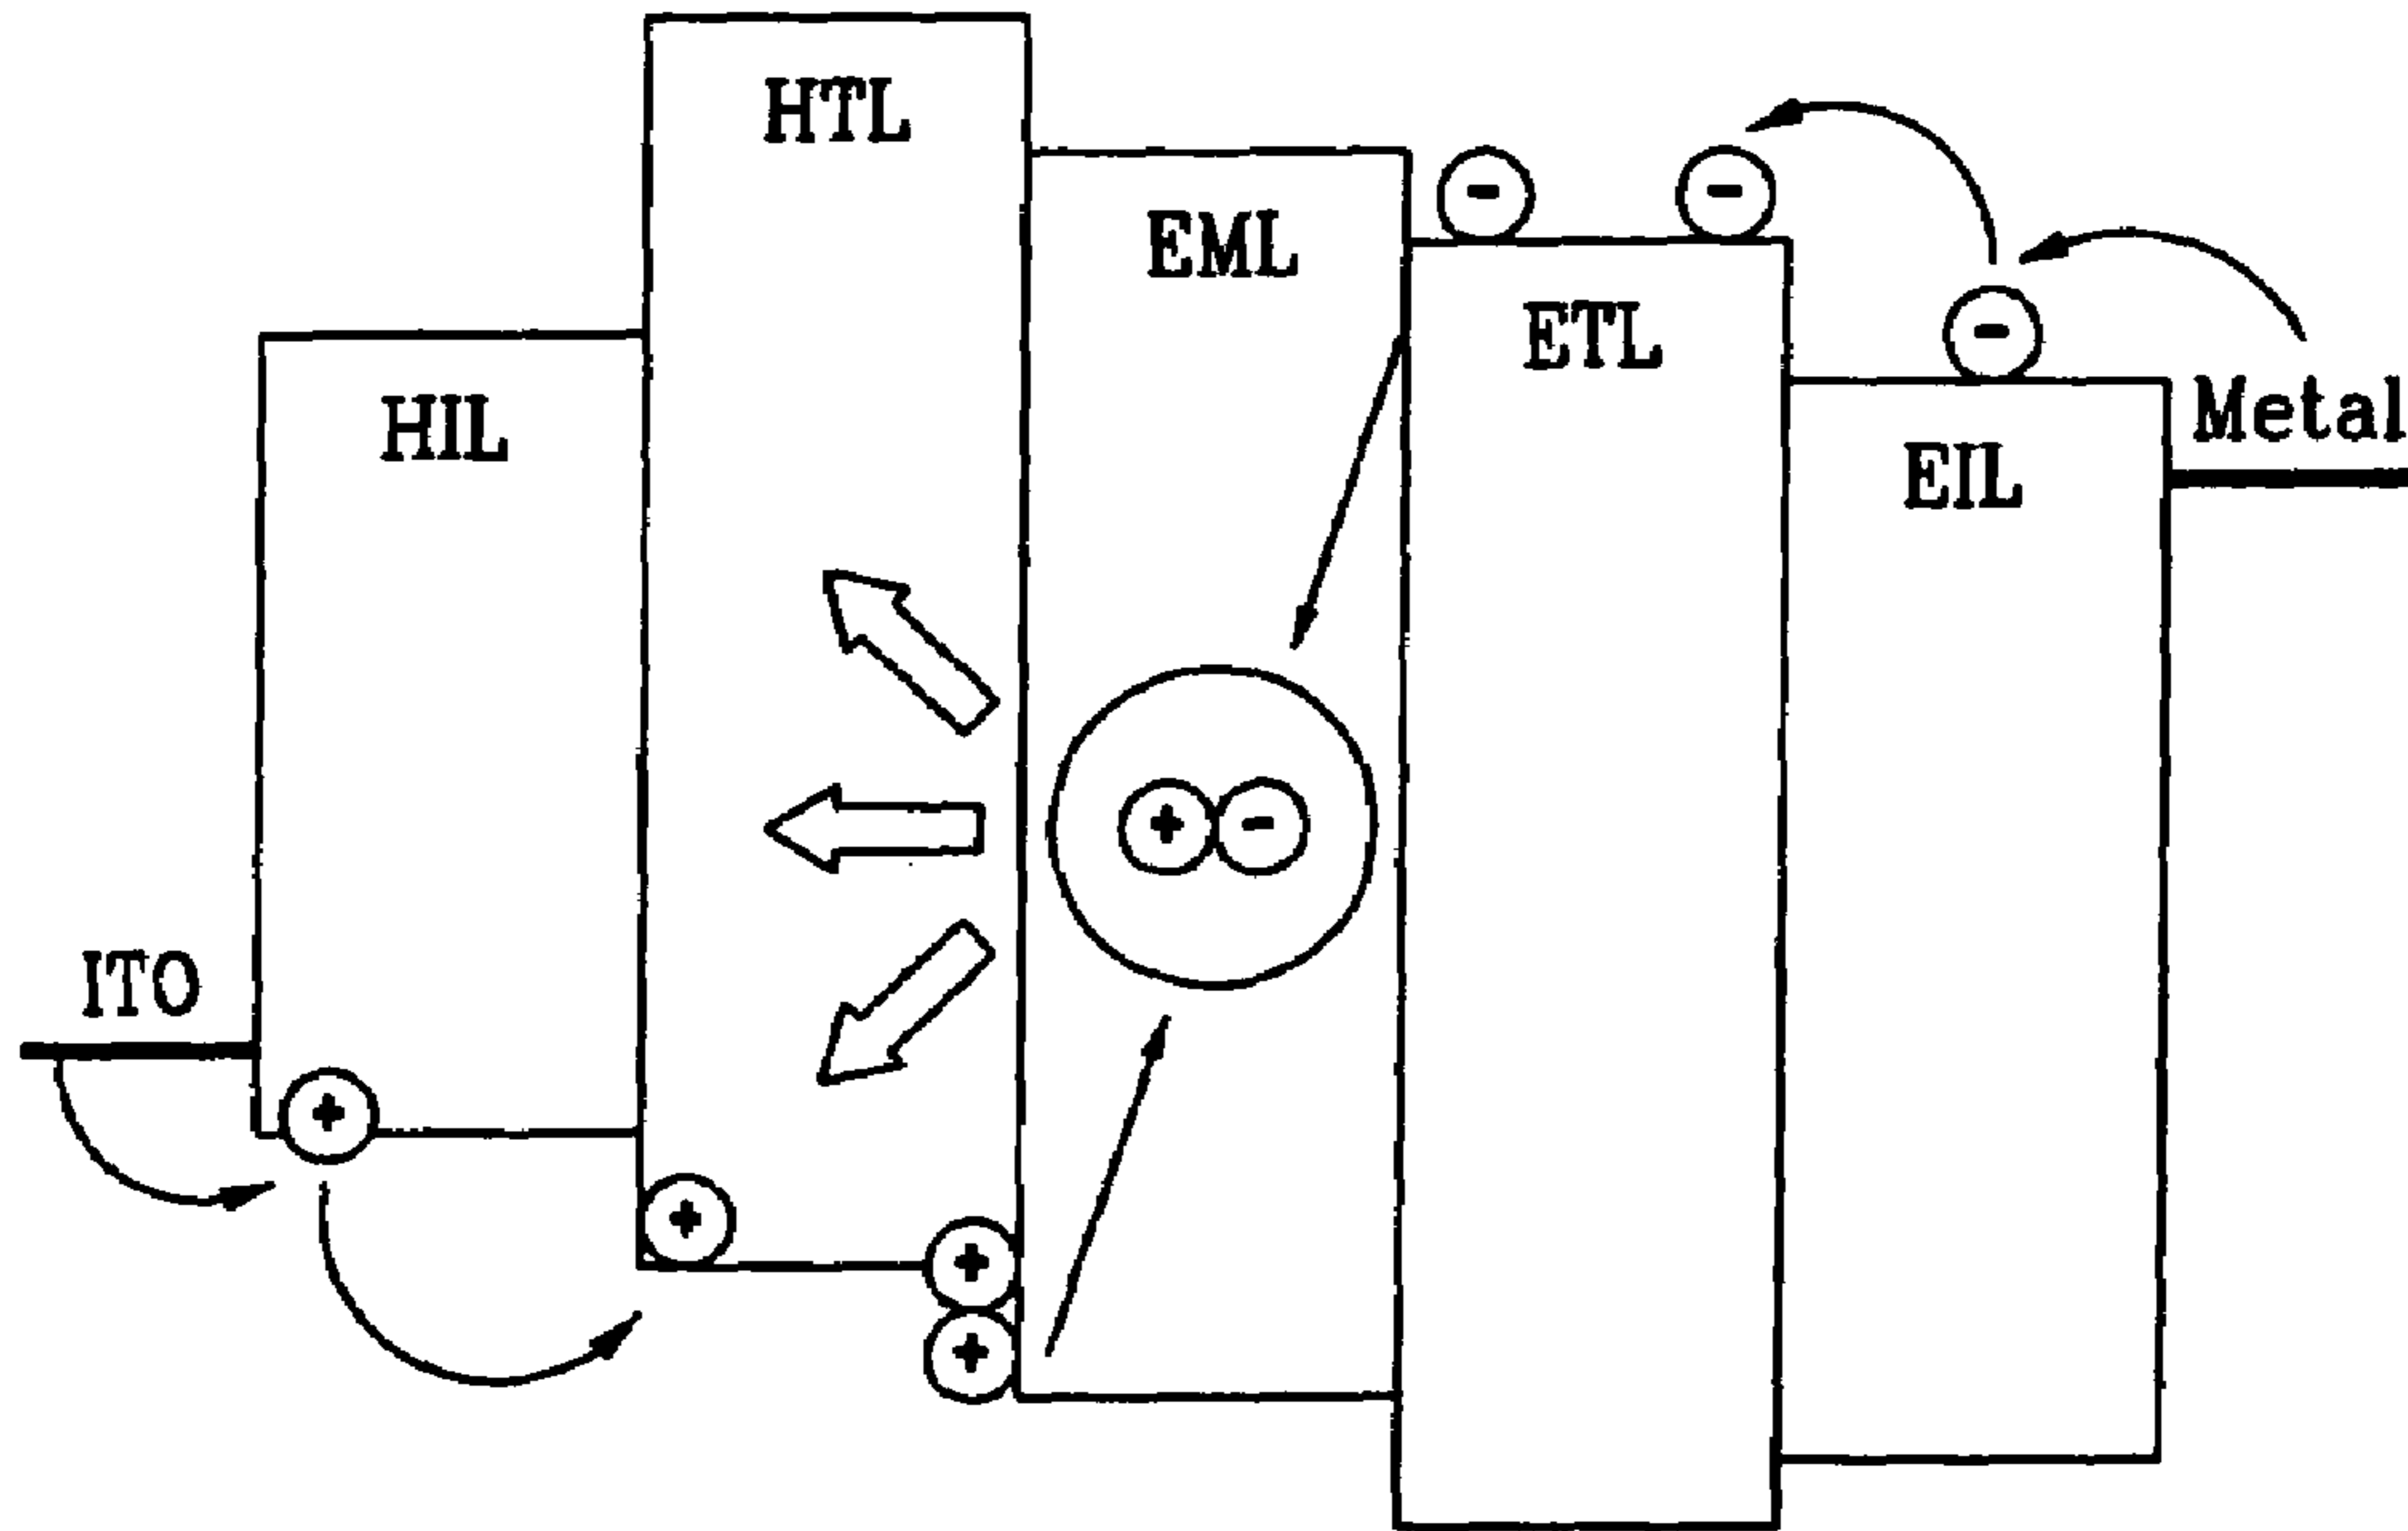 HTL
EML
ETL
HIL
Metal
EIL
- -
-
+ -
ITO
+
+
+
+